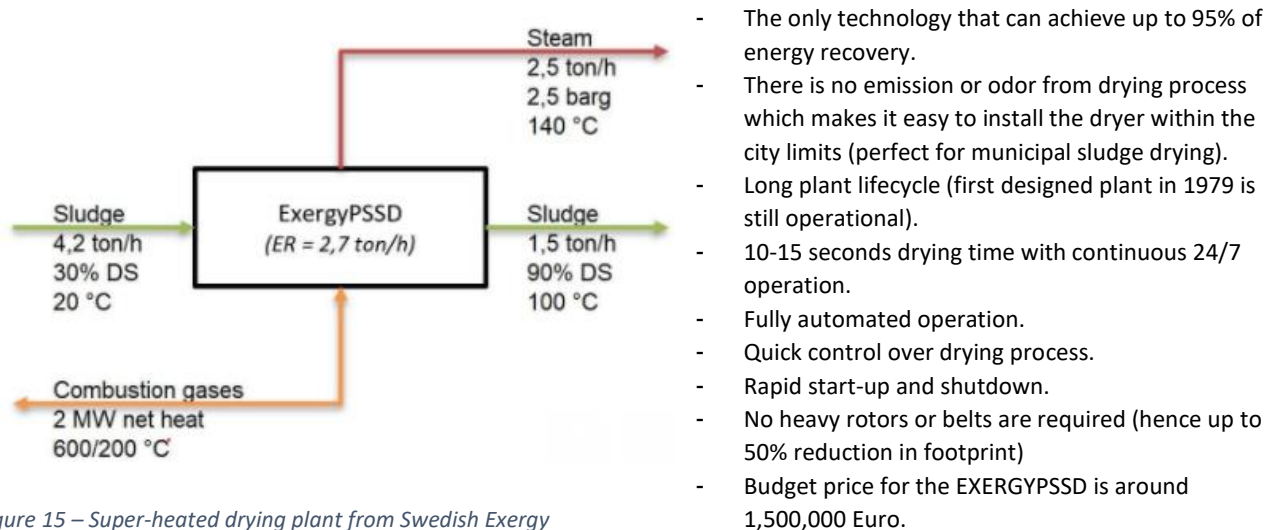 Steam
2,5 ton/h
2,5 barg
140 °C
Sludge
4,2 ton/h
30% DS
20 °C
ExergyPSSD
(ER = 2,7 ton/h)
Sludge
1,5 ton/h
90% DS
100 °C
Combustion gases
2 MW net heat
600/200 °C
gure 15 – Super-heated drying plant from Swedish Exergy
- The only technology that can achieve up to 95% of
energy recovery.
- There is no emission or odor from drying process
which makes it easy to install the dryer within the
city limits (perfect for municipal sludge drying).
- Long plant lifecycle (first designed plant in 1979 is
still operational).
- 10-15 seconds drying time with continuous 24/7
operation.
- Fully automated operation.
- Quick control over drying process.
- Rapid start-up and shutdown.
- No heavy rotors or belts are required (hence up to
50% reduction in footprint)
- Budget price for the EXERGYPSSD is around
1,500,000 Euro.